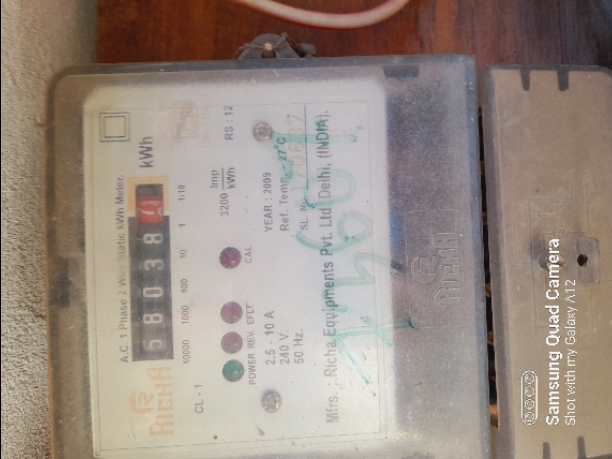 A.C. 1 Phase 2 Wire Static kWh Meter.
RICHA
58038 71 kWh
10000 1000 100 10 1 1/10
CL - 1
3200 Imp
kWh
RS : 12
POWER REV. EFLT CAL
2.5 - 10 A
240 V.
50 Hz.
YEAR : 2009
Ref. Temp. - 27°C
SL. No.
Mfrs. : Richa Equipments Pvt. Ltd. Delhi, (INDIA).
RICHA
Samsung Quad Camera
Shot with my Galaxy A12